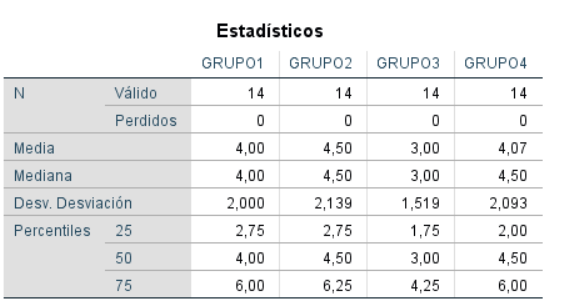 Estadísticos
GRUPO1 GRUPO2 GRUPO3 GRUPO4
N Válido 14 14 14 14
Perdidos 0 0 0 0
Media 4,00 4,50 3,00 4,07
Mediana 4,00 4,50 3,00 4,50
Desv. Desviación 2,000 2,139 1,519 2,093
Percentiles 25 2,75 2,75 1,75 2,00
50 4,00 4,50 3,00 4,50
75 6,00 6,25 4,25 6,00